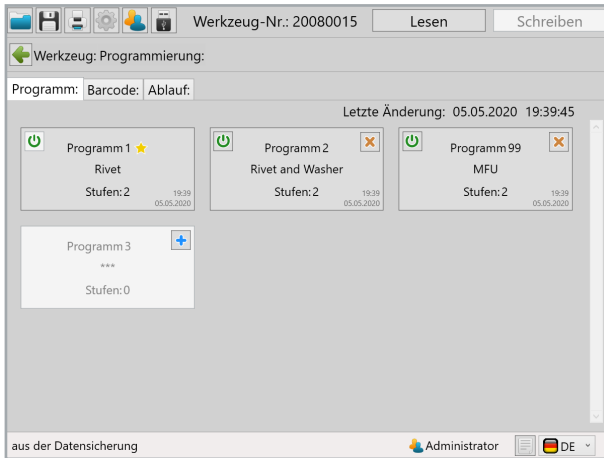 Werkzeug-Nr.: 20080015 Lesen Schreiben
Werkzeug: Programmierung:
Programm: Barcode: Ablauf:
Letzte Änderung: 05.05.2020 19:39:45
Programm 1
Rivet
Stufen: 2
19:39
05.05.2020
Programm 2
Rivet and Washer
Stufen: 2
19:39
05.05.2020
Programm 99
MFU
Stufen: 2
19:39
05.05.2020
Programm 3
***
Stufen: 0
aus der Datensicherung Administrator DE